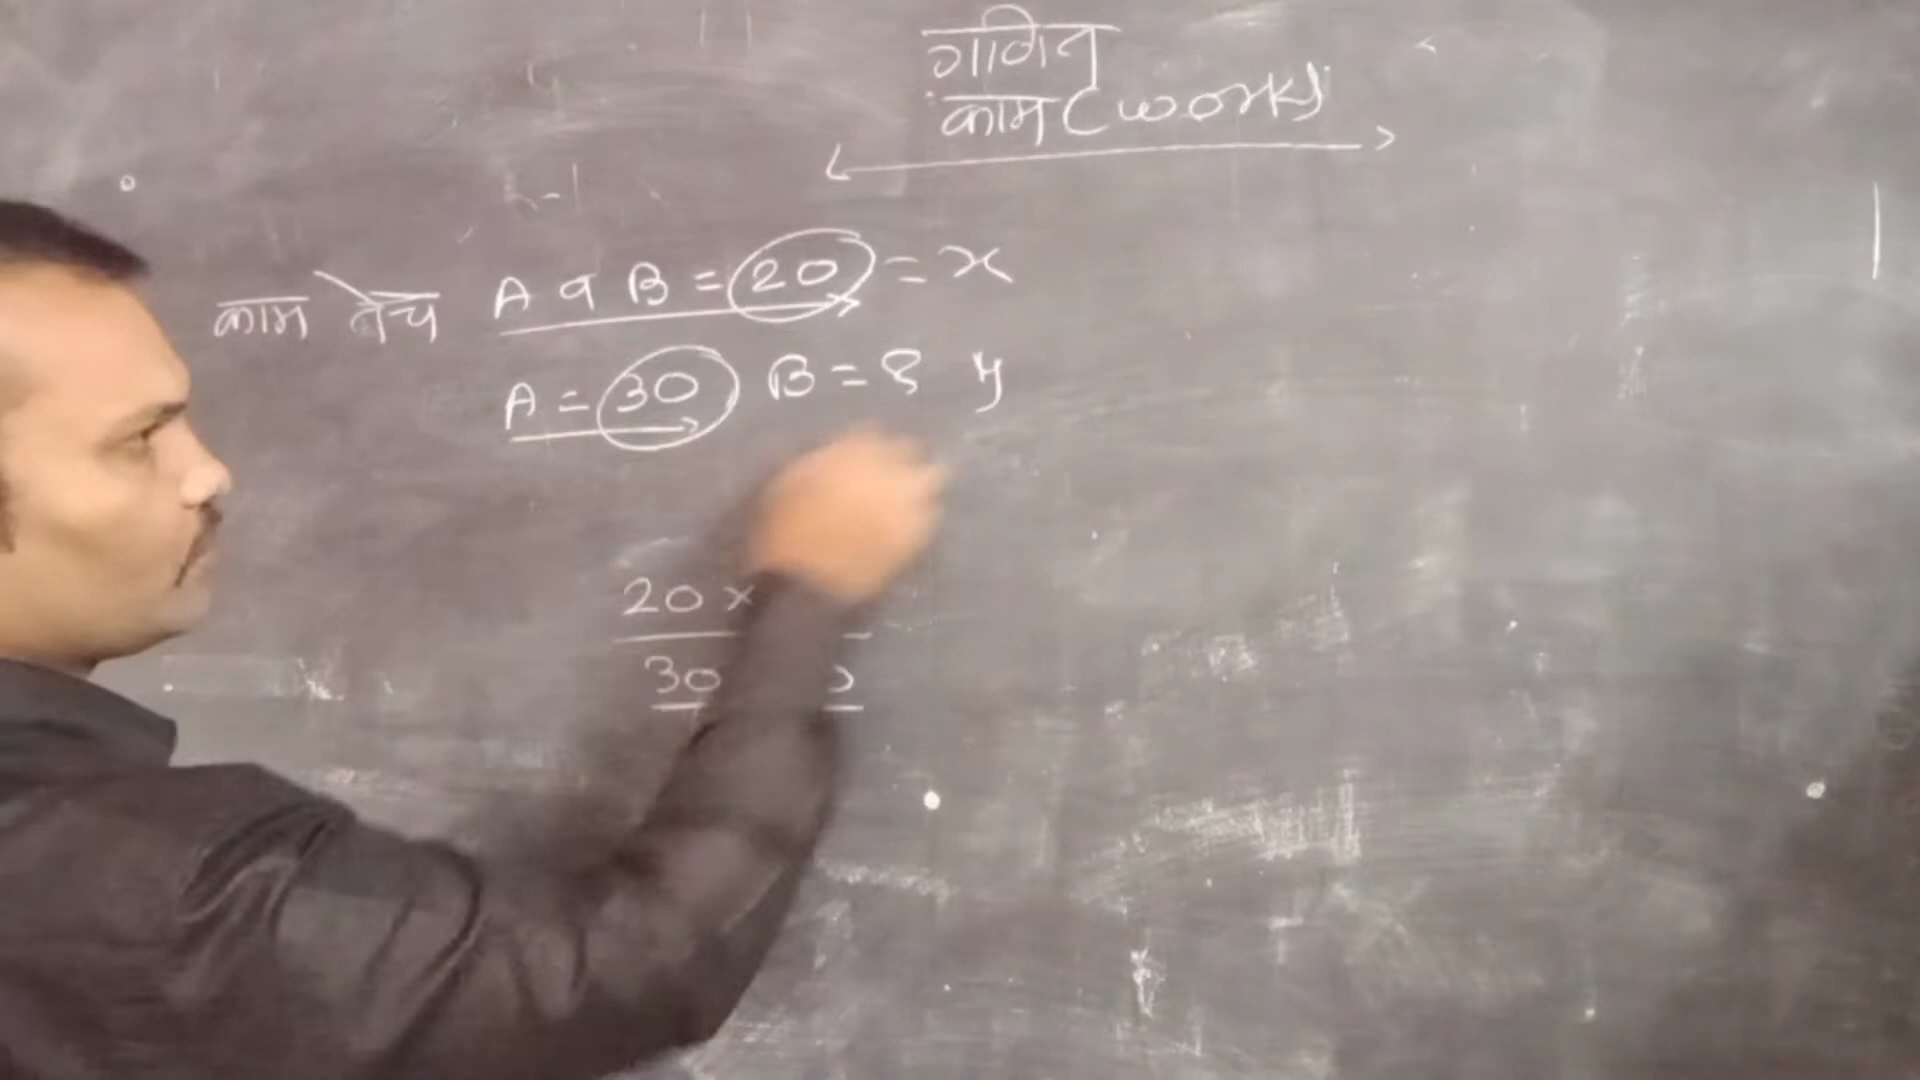 गणित
काम (work)
काम तेच A व B = 20 = x
A = 30 B = ? y
20 ×
30